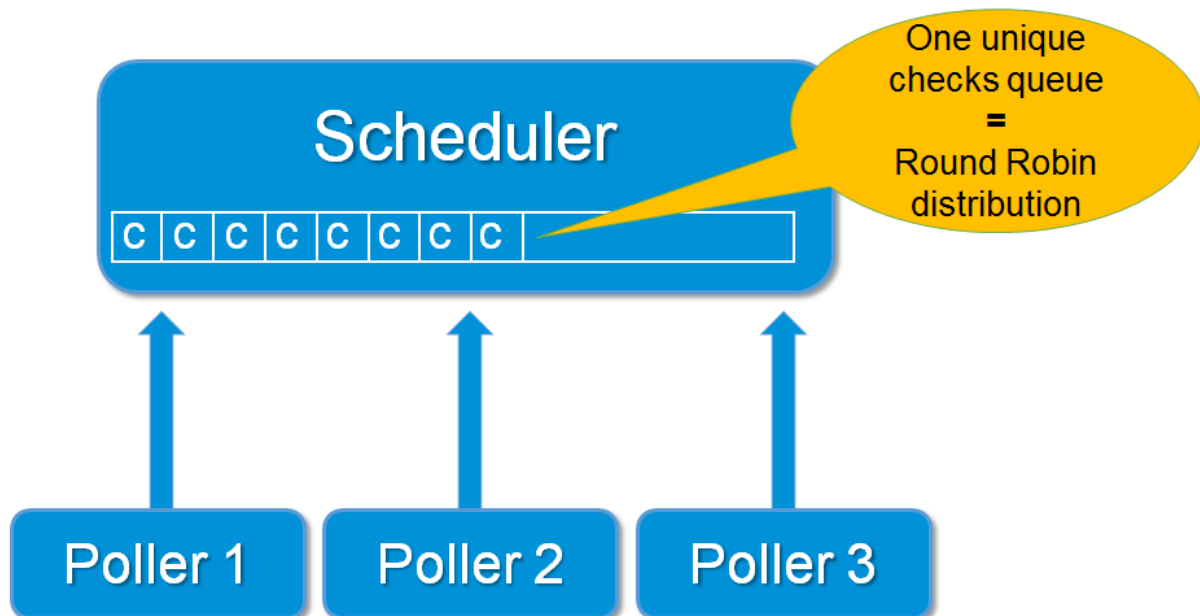 One unique
checks queue
=
Round Robin
distribution
Scheduler
C C C C C C C C
Poller 1
Poller 2
Poller 3